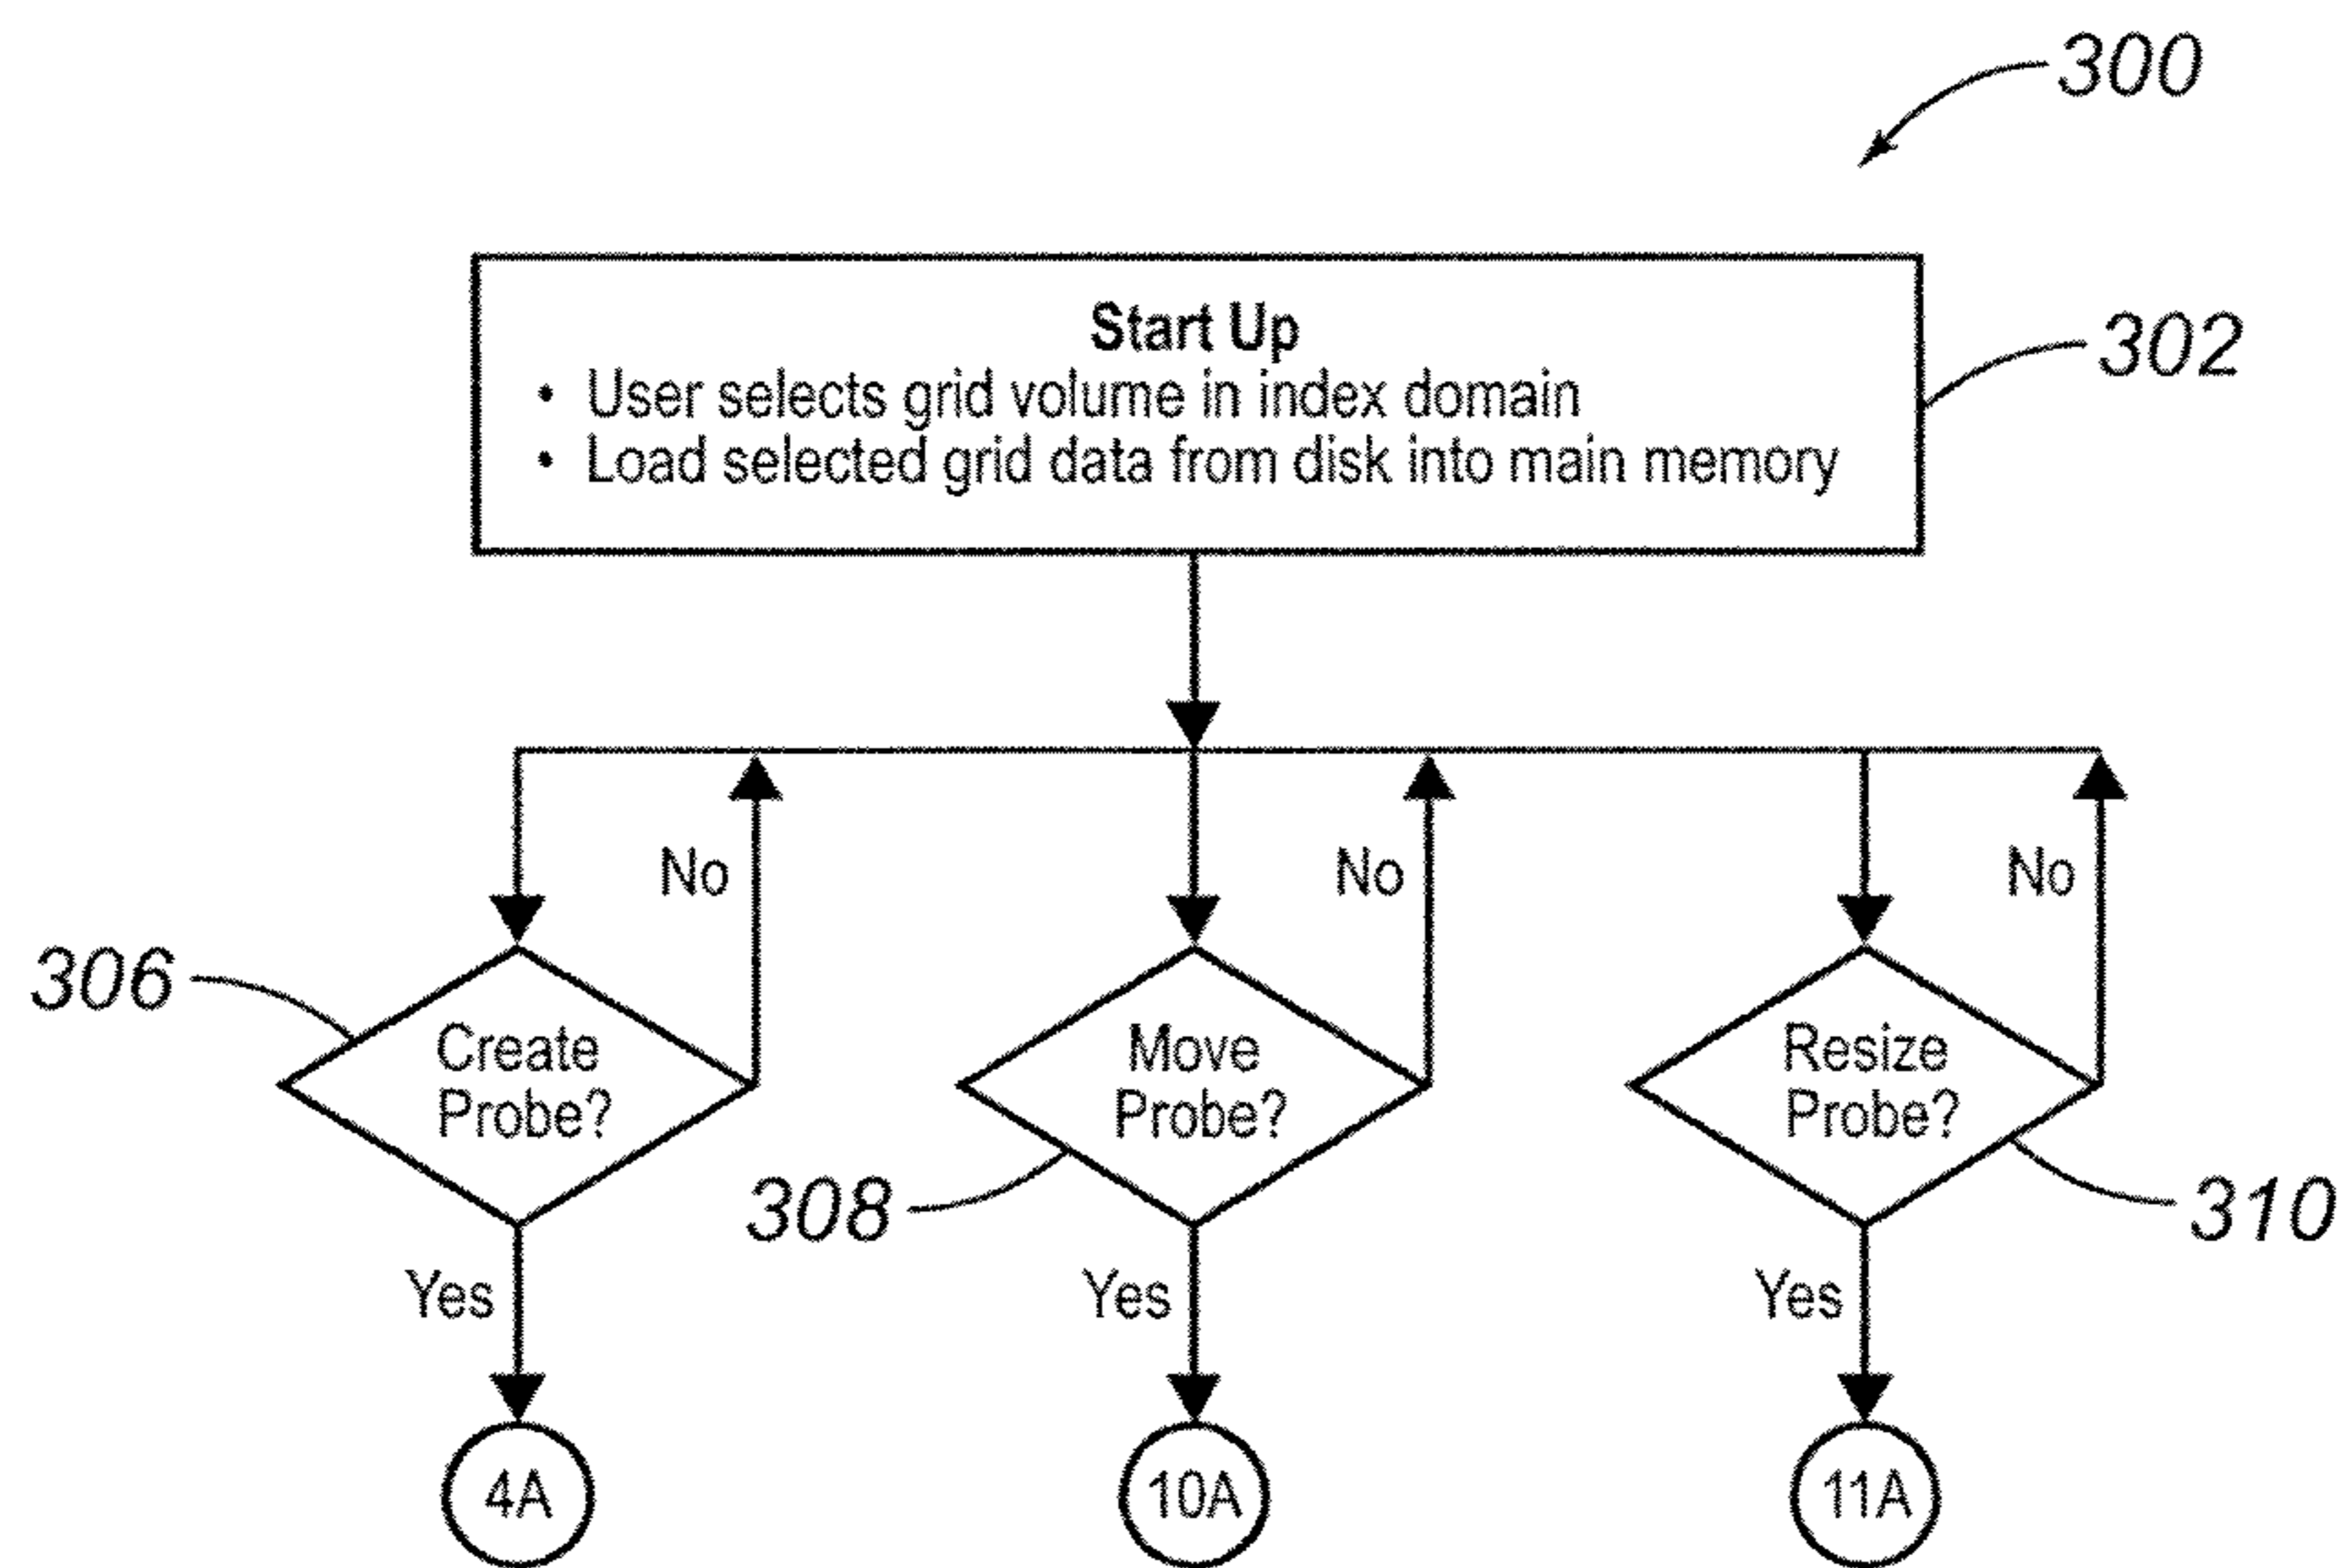 300
Start Up
• User selects grid volume in index domain
• Load selected grid data from disk into main memory
302
No
No
No
306
Create
Probe?
Move
Probe?
Resize
Probe?
308
310
Yes
Yes
Yes
4A
10A
11A